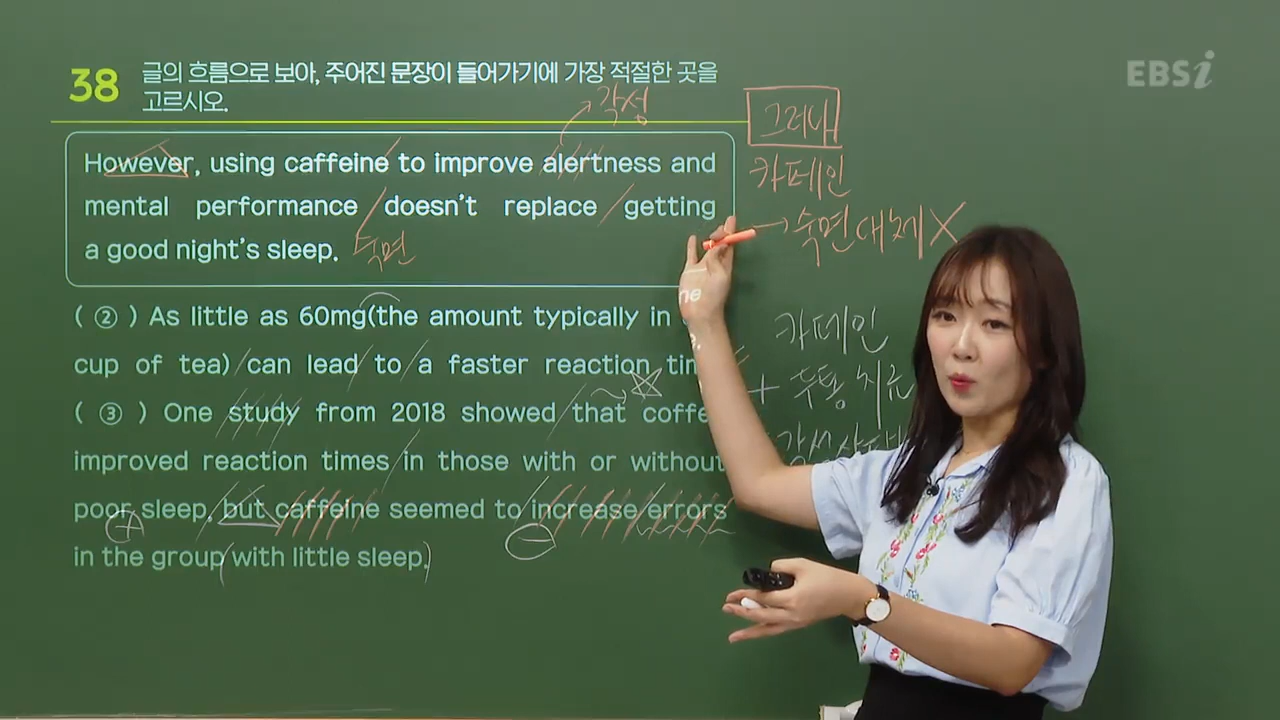 EBSi
38 글의 흐름으로 보아, 주어진 문장이 들어가기에 가장 적절한 곳을
고르시오.
각성
However, using caffeine to improve alertness and
mental performance doesn't replace getting
a good night's sleep.
숙면
그러나
카페인
→ 숙면 대체 X
( ② ) As little as 60mg(the amount typically in
cup of tea) can lead to a faster reaction
( ③ ) One study from 2018 showed that
improved reaction times in those with or without
poor sleep, but caffeine seemed to increase errors
in the group with little sleep.
카페인
+ 두통 치료